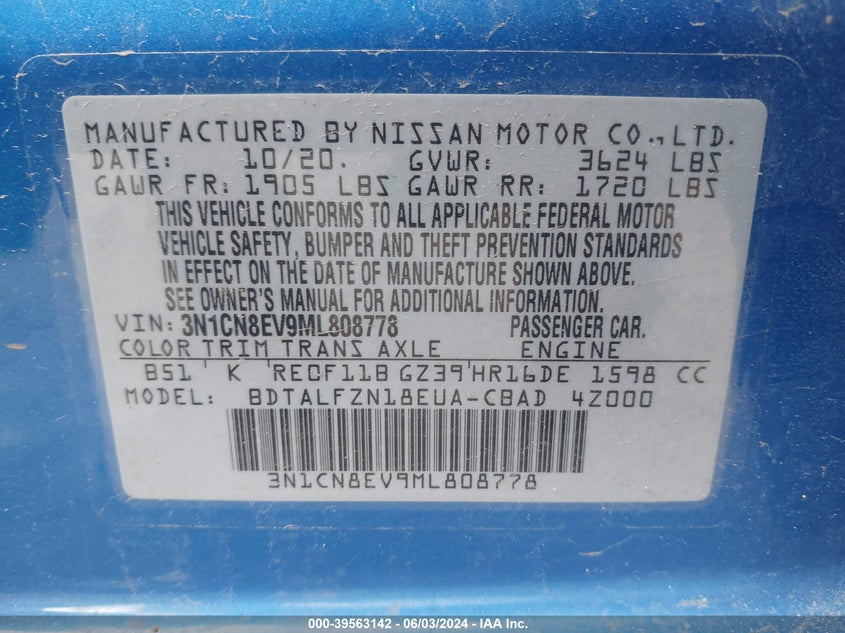 MANUFACTURED BY NISSAN MOTOR CO.,LTD.
DATE: 10/20. GVWR: 3624 LBS
GAWR FR: 1905 LBS GAWR RR: 1720 LBS
THIS VEHICLE CONFORMS TO ALL APPLICABLE FEDERAL MOTOR
VEHICLE SAFETY, BUMPER AND THEFT PREVENTION STANDARDS
IN EFFECT ON THE DATE OF MANUFACTURE SHOWN ABOVE.
SEE OWNER'S MANUAL FOR ADDITIONAL INFORMATION.
VIN: 3N1CN8EV9ML808778 PASSENGER CAR.
COLOR TRIM TRANS AXLE ENGINE
B51 K RE0F11B GZ39 HR16DE 1598 CC
MODEL: BDTALFZN18EUA-CBAD 4Z000
3N1CN8EV9ML808778
000-39563142 - 06/03/2024 - IAA Inc.